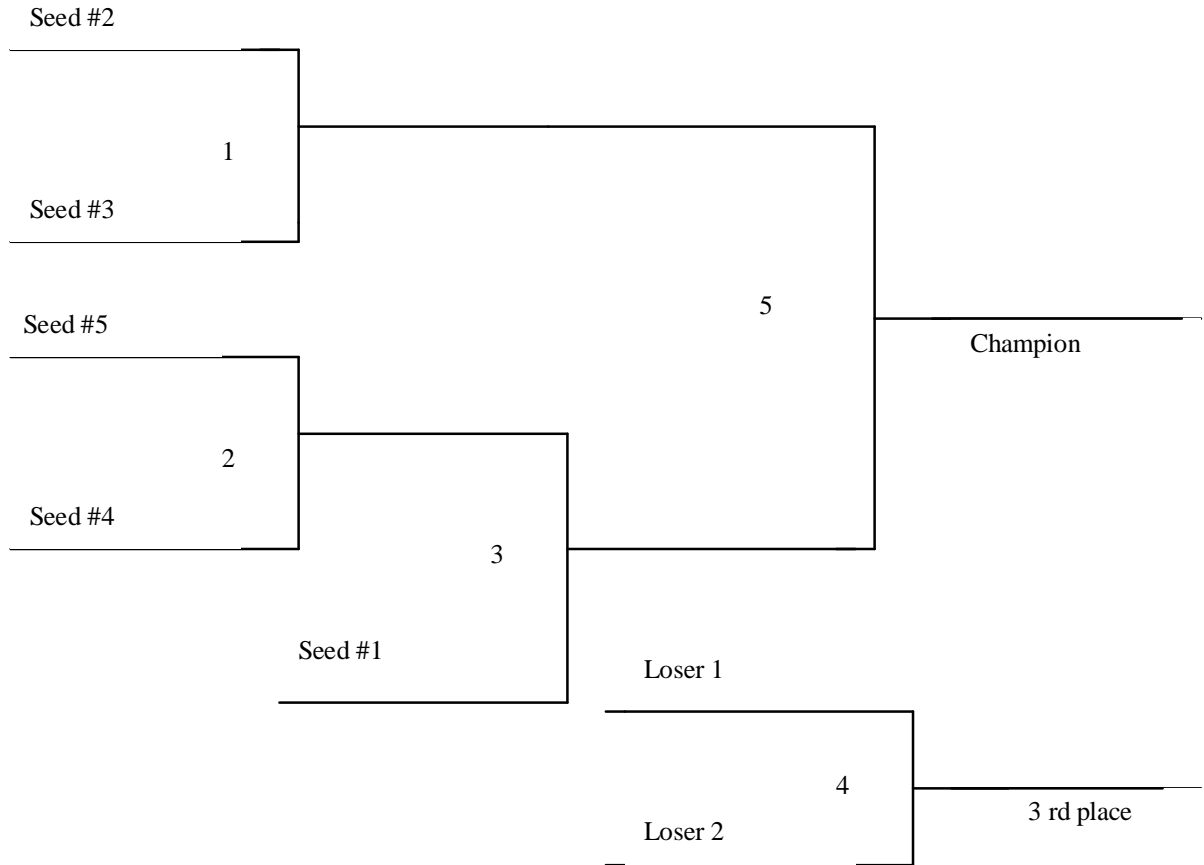 Seed #2
1
Seed #3
Seed #5
5
Champion
2
Seed #4
3
Seed #1
Loser 1
4
3 rd place
Loser 2